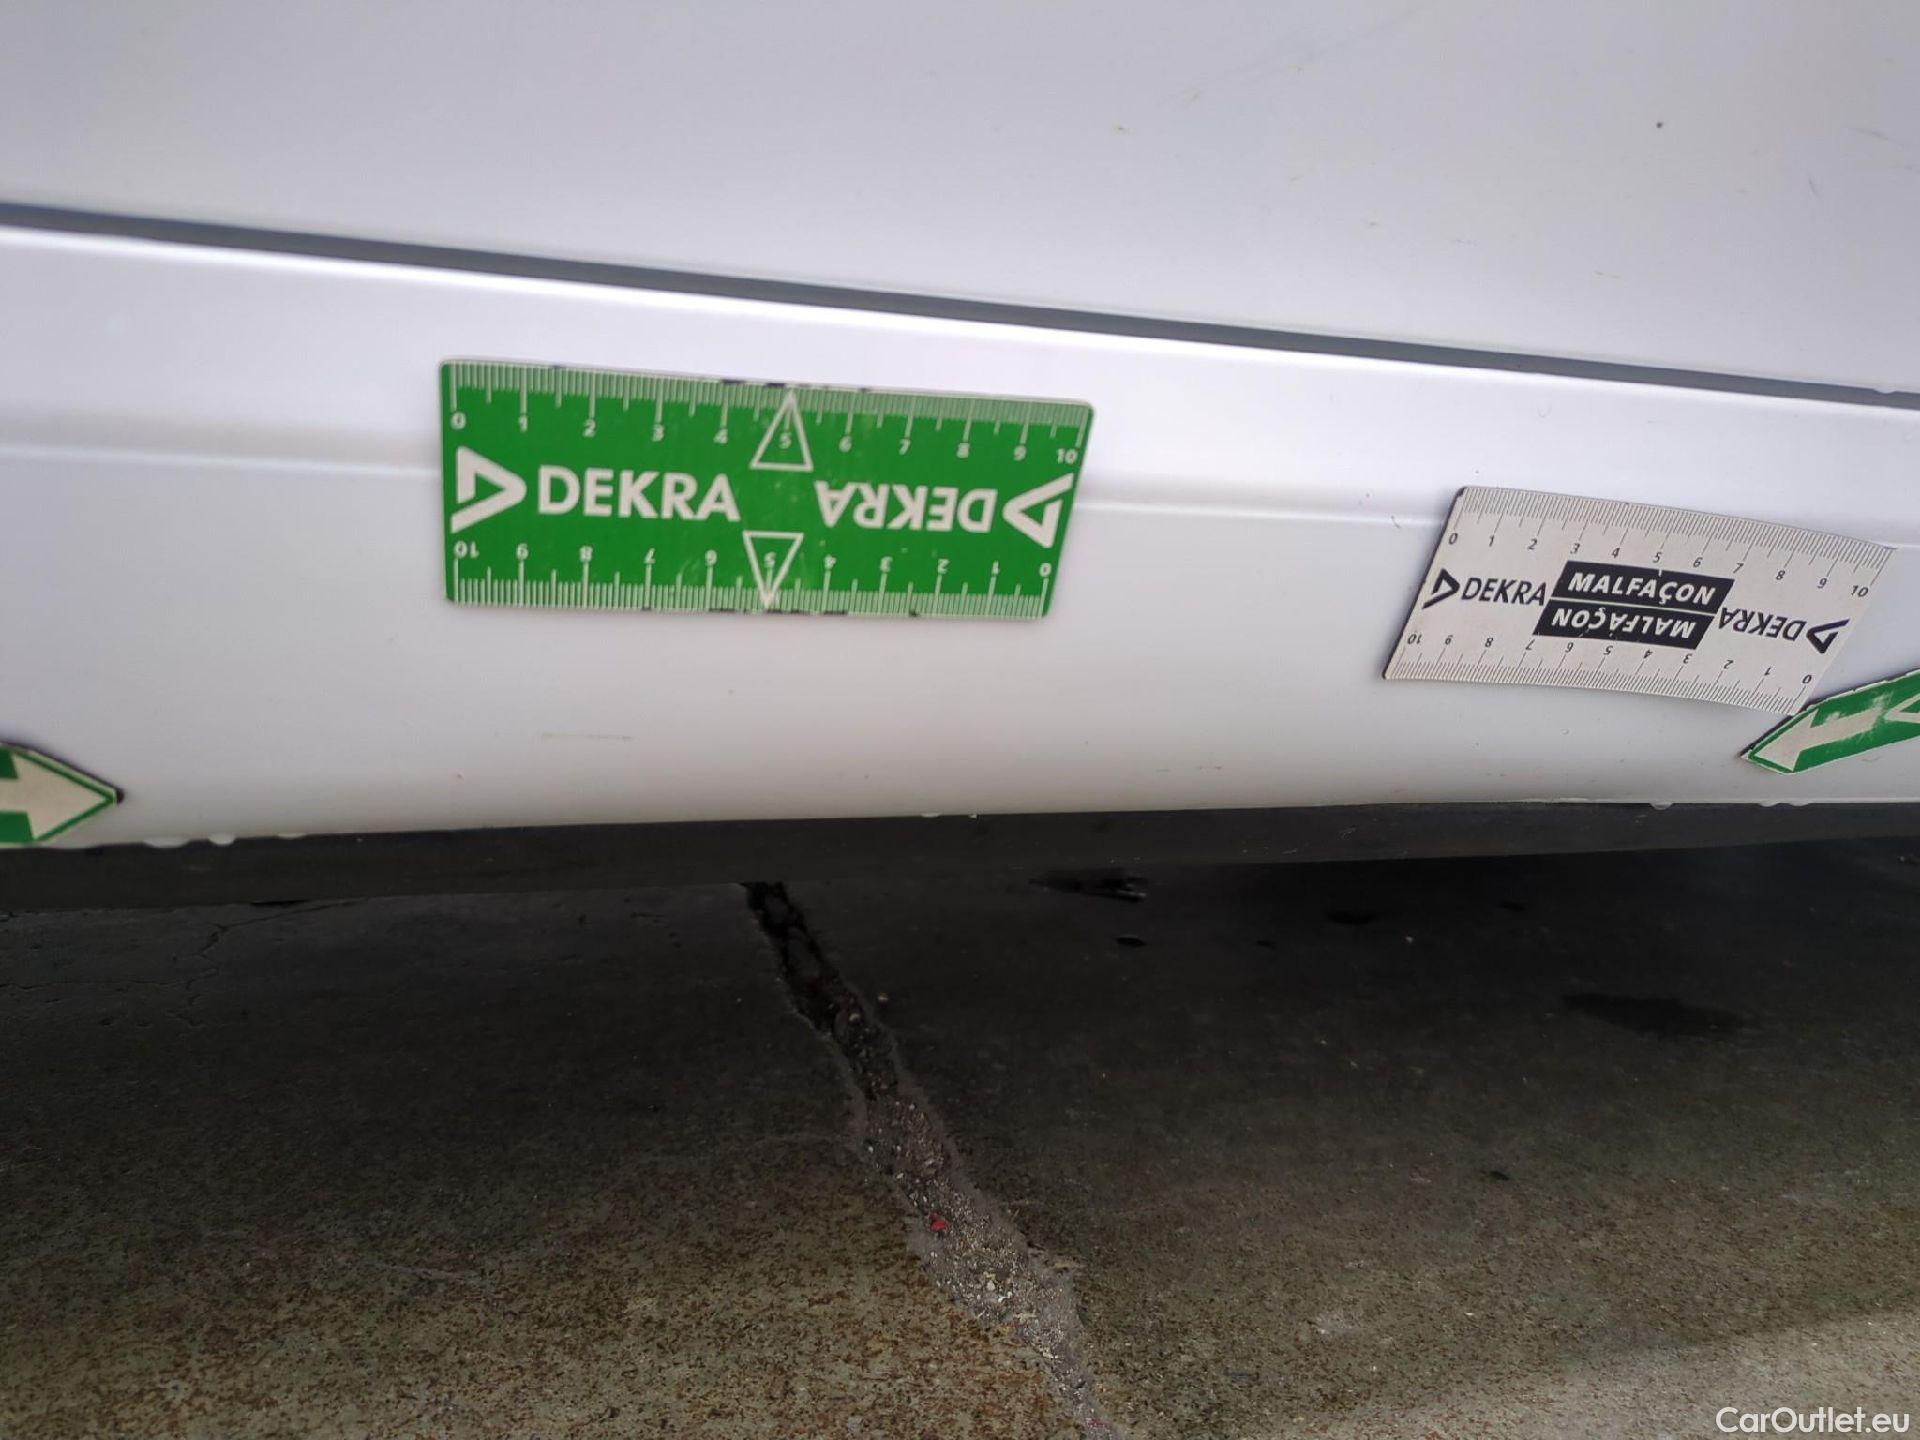 0 1 2 3 4 5 6 7 8 9 10
DEKRA DEKRA
10 9 8 7 6 5 4 3 2 1 0
0 1 2 3 4 5 6 7 8 9 10
DEKRA MALFAÇON DEKRA
MALFAÇON
10 9 8 7 6 5 4 3 2 1 0
CarOutlet.eu